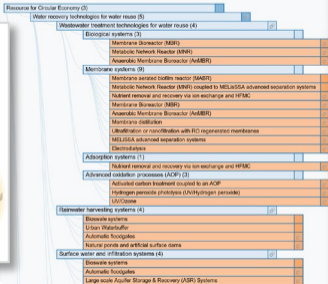 Resource for Circular Economy (3)
Water recovery technologies for water reuse (5)
Wastewater treatment technologies for water reuse (4)
Biological systems (3)
Membrane Bioreactor (MBR)
Metabolic Network Reactor (MNR)
Anaerobic Membrane Bioreactor (AnMBR)
Membrane systems (9)
Membrane aerated biofilm reactor (MABR)
Metabolic Network Reactor (MNR) coupled to MELiSSA advanced separation systems
Nutrient removal and recovery via ion exchange and HFMC
Membrane Bioreactor (MBR)
Anaerobic Membrane Bioreactor (AnMBR)
Membrane distillation
Ultrafiltration or nanofiltration with RO regenerated membranes
MELiSSA advanced separation systems
Electrodialysis
Adsorption systems (1)
Nutrient removal and recovery via ion exchange and HFMC
Advanced oxidation processes (AOP) (3)
Activated carbon treatment coupled to an AOP
Hydrogen peroxide photolysis (UV/Hydrogen peroxide)
UV/Ozone
Rainwater harvesting systems (4)
Bioswale systems
Urban Waterbuffer
Automatic floodgates
Natural ponds and artificial surface dams
Surface water and infiltration systems (4)
Bioswale systems
Automatic floodgates
Large scale Aquifer Storage & Recovery (ASR) Systems